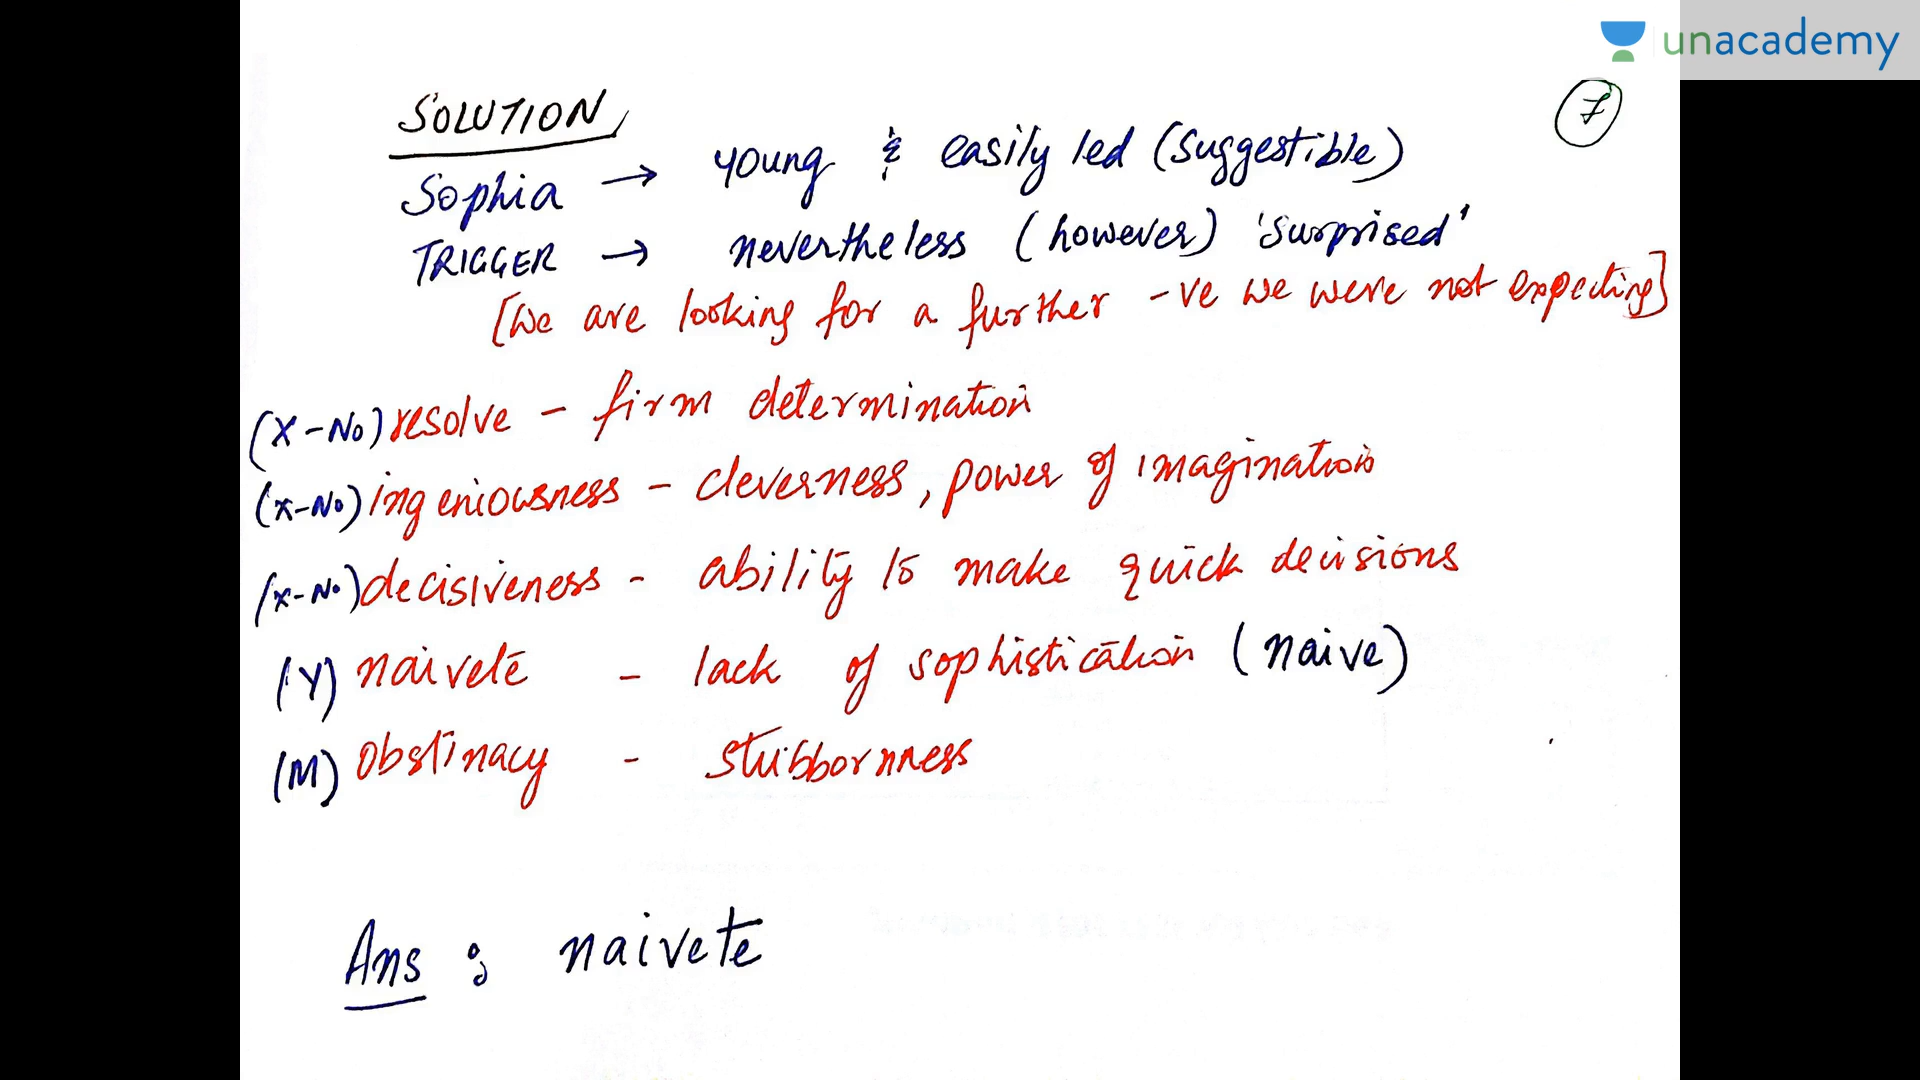 unacademy
7
SOLUTION
Sophia → young & easily led (suggestible)
TRIGGER → nevertheless (however) 'surprised'
[We are looking for a further -ve we were not expecting]
(X-No) resolve - firm determination
(X-No) ingeniousness - cleverness, power of imagination
(X-No) decisiveness - ability to make quick decisions
(Y) naivete - lack of sophistication (naive)
(M) obstinacy - stubbornness
Ans : naivete